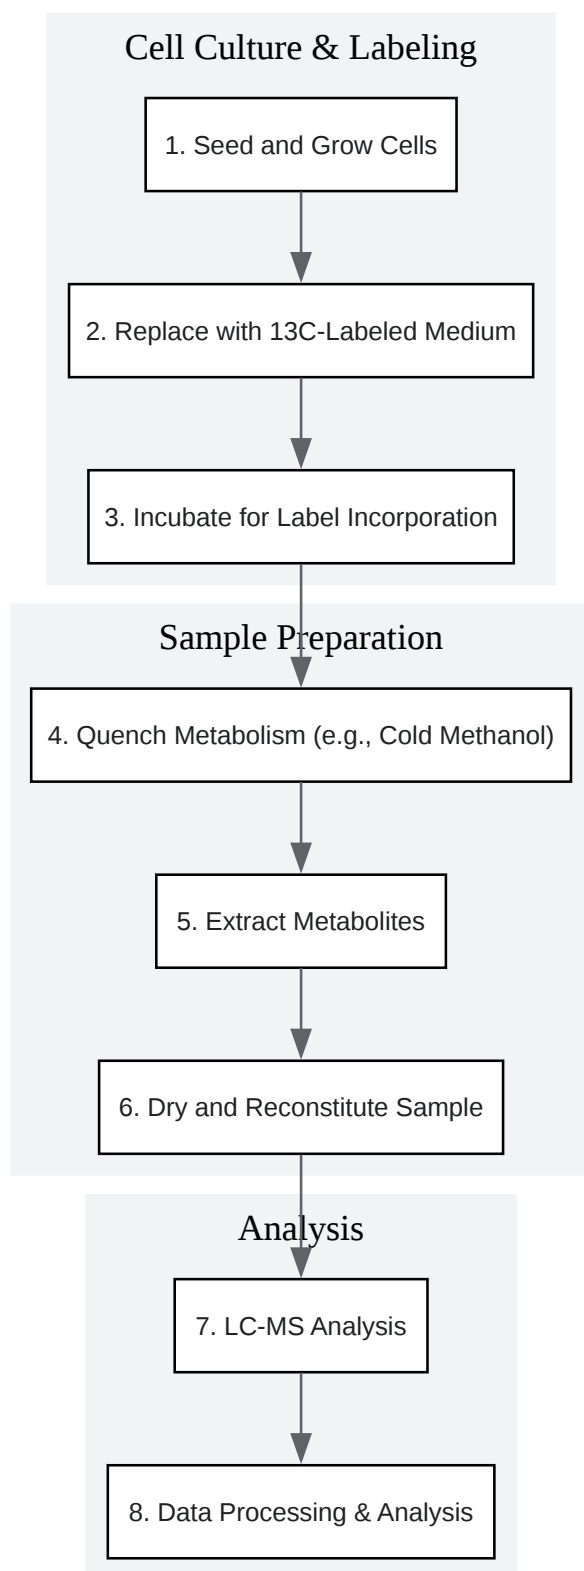 Cell Culture & Labeling
1. Seed and Grow Cells
2. Replace with 13C-Labeled Medium
3. Incubate for Label Incorporation
Sample Preparation
4. Quench Metabolism (e.g., Cold Methanol)
5. Extract Metabolites
6. Dry and Reconstitute Sample
Analysis
7. LC-MS Analysis
8. Data Processing & Analysis